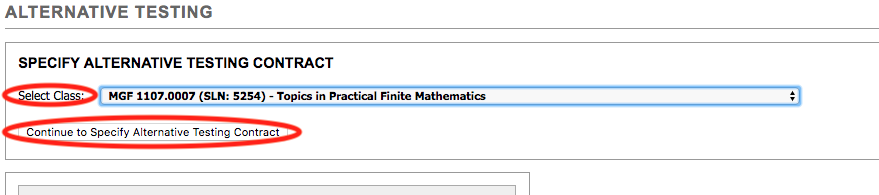 ALTERNATIVE TESTING
SPECIFY ALTERNATIVE TESTING CONTRACT
Select Class: MGF 1107.0007 (SLN: 5254) - Topics in Practical Finite Mathematics
Continue to Specify Alternative Testing Contract